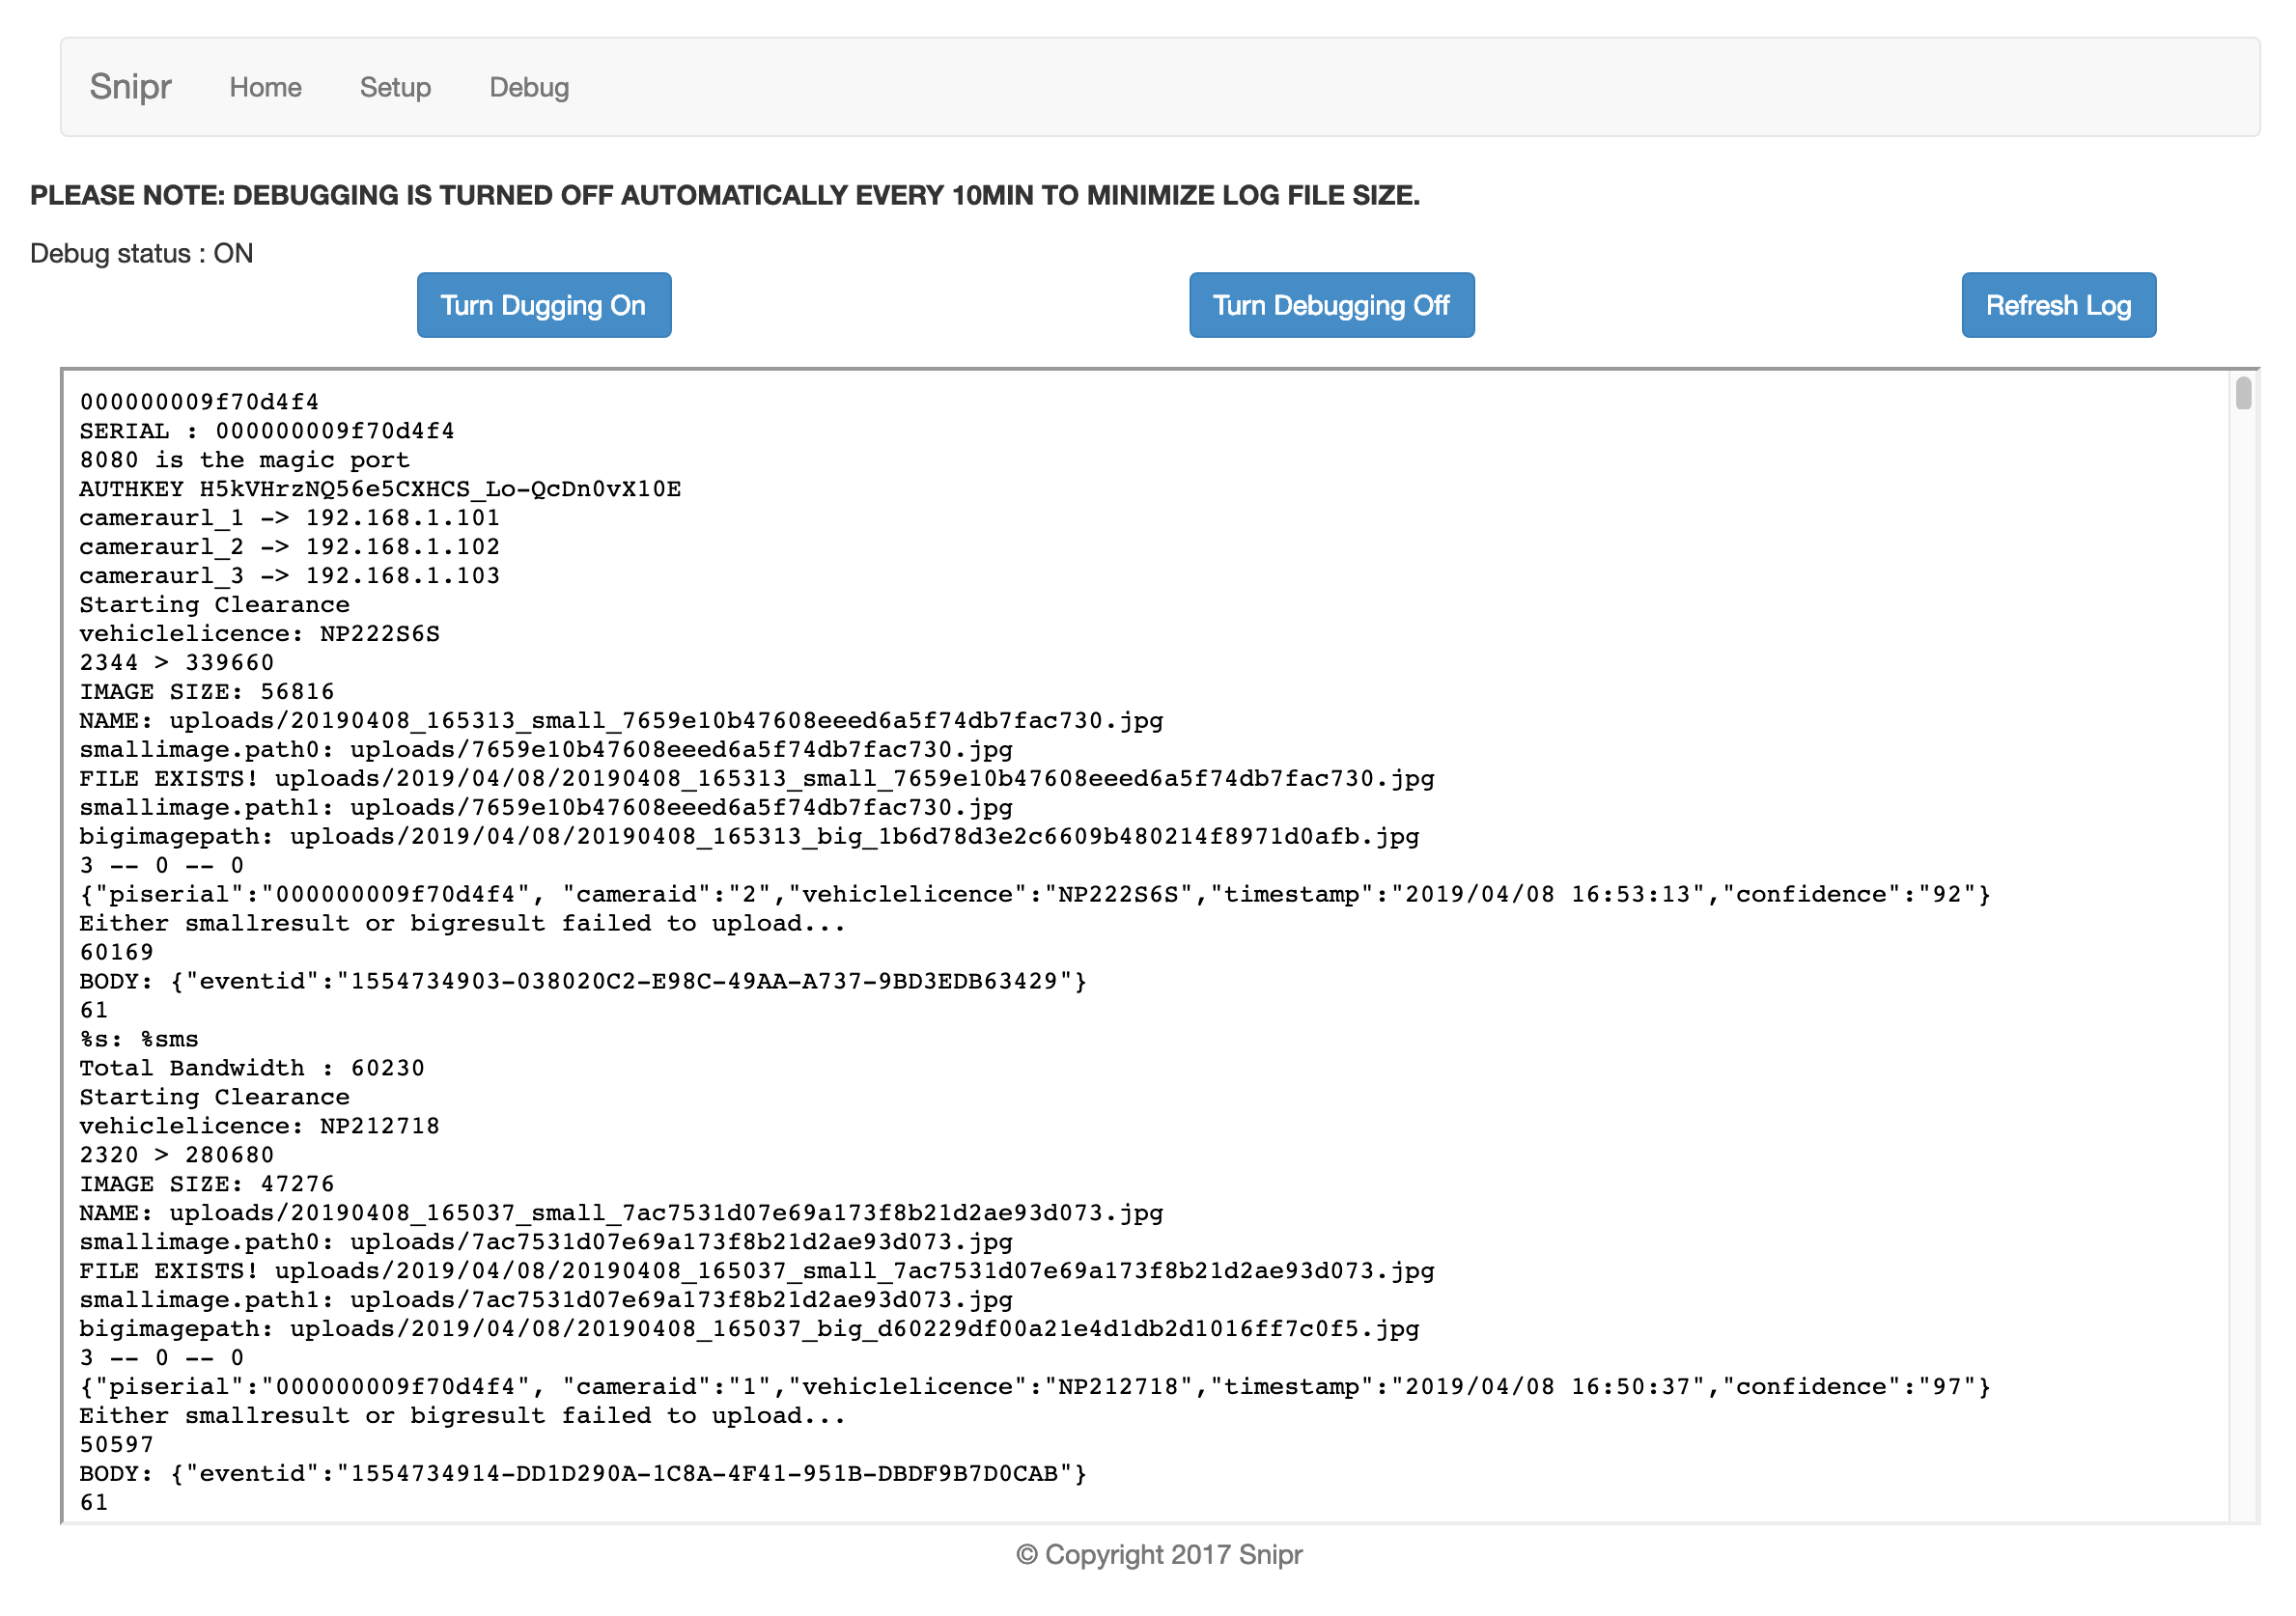 Snipr Home Setup Debug
PLEASE NOTE: DEBUGGING IS TURNED OFF AUTOMATICALLY EVERY 10MIN TO MINIMIZE LOG FILE SIZE.
Debug status : ON
Turn Dugging On Turn Debugging Off Refresh Log
000000009f70d4f4
SERIAL : 000000009f70d4f4
8080 is the magic port
AUTHKEY H5kVHrzNQ56e5CXHCS_Lo-QcDn0vX10E
cameraurl_1 -> 192.168.1.101
cameraurl_2 -> 192.168.1.102
cameraurl_3 -> 192.168.1.103
Starting Clearance
vehiclelicence: NP222S6S
2344 > 339660
IMAGE SIZE: 56816
NAME: uploads/20190408_165313_small_7659e10b47608eeed6a5f74db7fac730.jpg
smallimage.path0: uploads/7659e10b47608eeed6a5f74db7fac730.jpg
FILE EXISTS! uploads/2019/04/08/20190408_165313_small_7659e10b47608eeed6a5f74db7fac730.jpg
smallimage.path1: uploads/7659e10b47608eeed6a5f74db7fac730.jpg
bigimagepath: uploads/2019/04/08/20190408_165313_big_1b6d78d3e2c6609b480214f8971d0afb.jpg
3 -- 0 -- 0
{"piserial":"000000009f70d4f4", "cameraid":"2","vehiclelicence":"NP222S6S","timestamp":"2019/04/08 16:53:13","confidence":"92"}
Either smallresult or bigresult failed to upload...
60169
BODY: {"eventid":"1554734903-038020C2-E98C-49AA-A737-9BD3EDB63429"}
61
%s: %sms
Total Bandwidth : 60230
Starting Clearance
vehiclelicence: NP212718
2320 > 280680
IMAGE SIZE: 47276
NAME: uploads/20190408_165037_small_7ac7531d07e69a173f8b21d2ae93d073.jpg
smallimage.path0: uploads/7ac7531d07e69a173f8b21d2ae93d073.jpg
FILE EXISTS! uploads/2019/04/08/20190408_165037_small_7ac7531d07e69a173f8b21d2ae93d073.jpg
smallimage.path1: uploads/7ac7531d07e69a173f8b21d2ae93d073.jpg
bigimagepath: uploads/2019/04/08/20190408_165037_big_d60229df00a21e4d1db2d1016ff7c0f5.jpg
3 -- 0 -- 0
{"piserial":"000000009f70d4f4", "cameraid":"1","vehiclelicence":"NP212718","timestamp":"2019/04/08 16:50:37","confidence":"97"}
Either smallresult or bigresult failed to upload...
50597
BODY: {"eventid":"1554734914-DD1D290A-1C8A-4F41-951B-DBDF9B7D0CAB"}
61
© Copyright 2017 Snipr